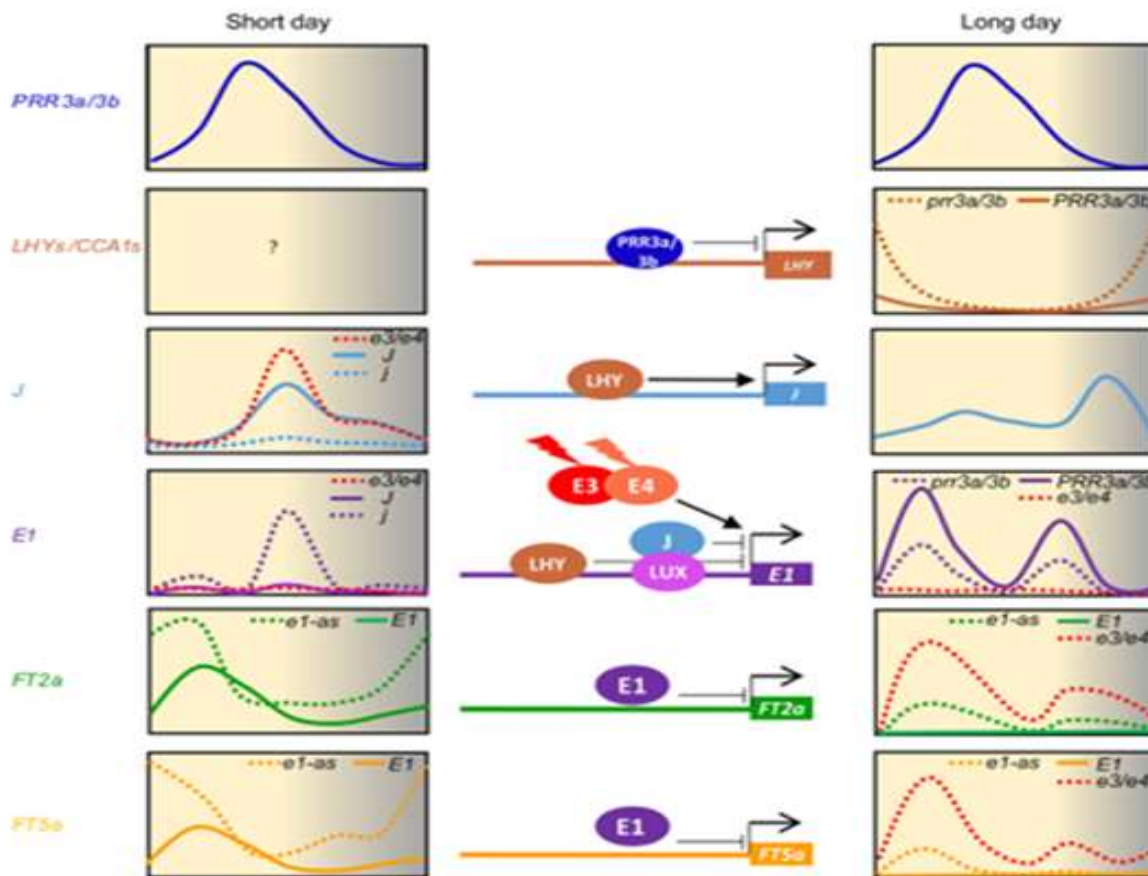 Short day
Long day
PRR3a/3b
LHYs/CCA1s
?
PRR3a/
3b
LHY
prr3a/3b PRR3a/3b
J
e3/e4
J
j
LHY
J
E3 E4
E1
e3/e4
J
j
LHY
J
LUX
E1
prr3a/3b PRR3a/3b
e3/e4
FT2a
e1-as E1
E1
FT2a
e1-as E1
e3/e4
FT5a
e1-as E1
E1
FT5a
e1-as E1
e3/e4